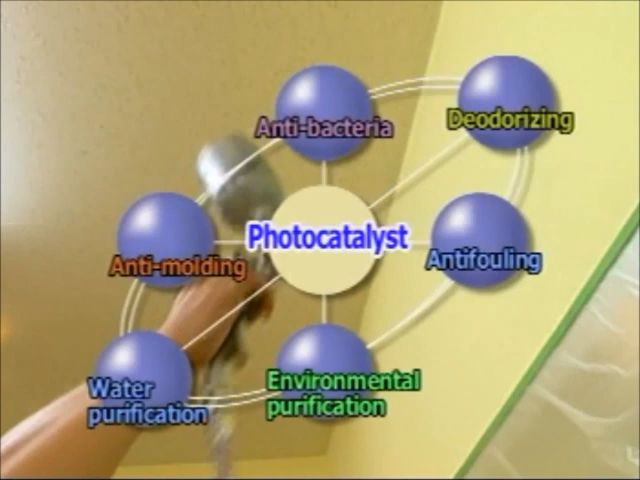 Anti-bacteria
Deodorizing
Photocatalyst
Anti-molding
Antifouling
Water
purification
Environmental
purification